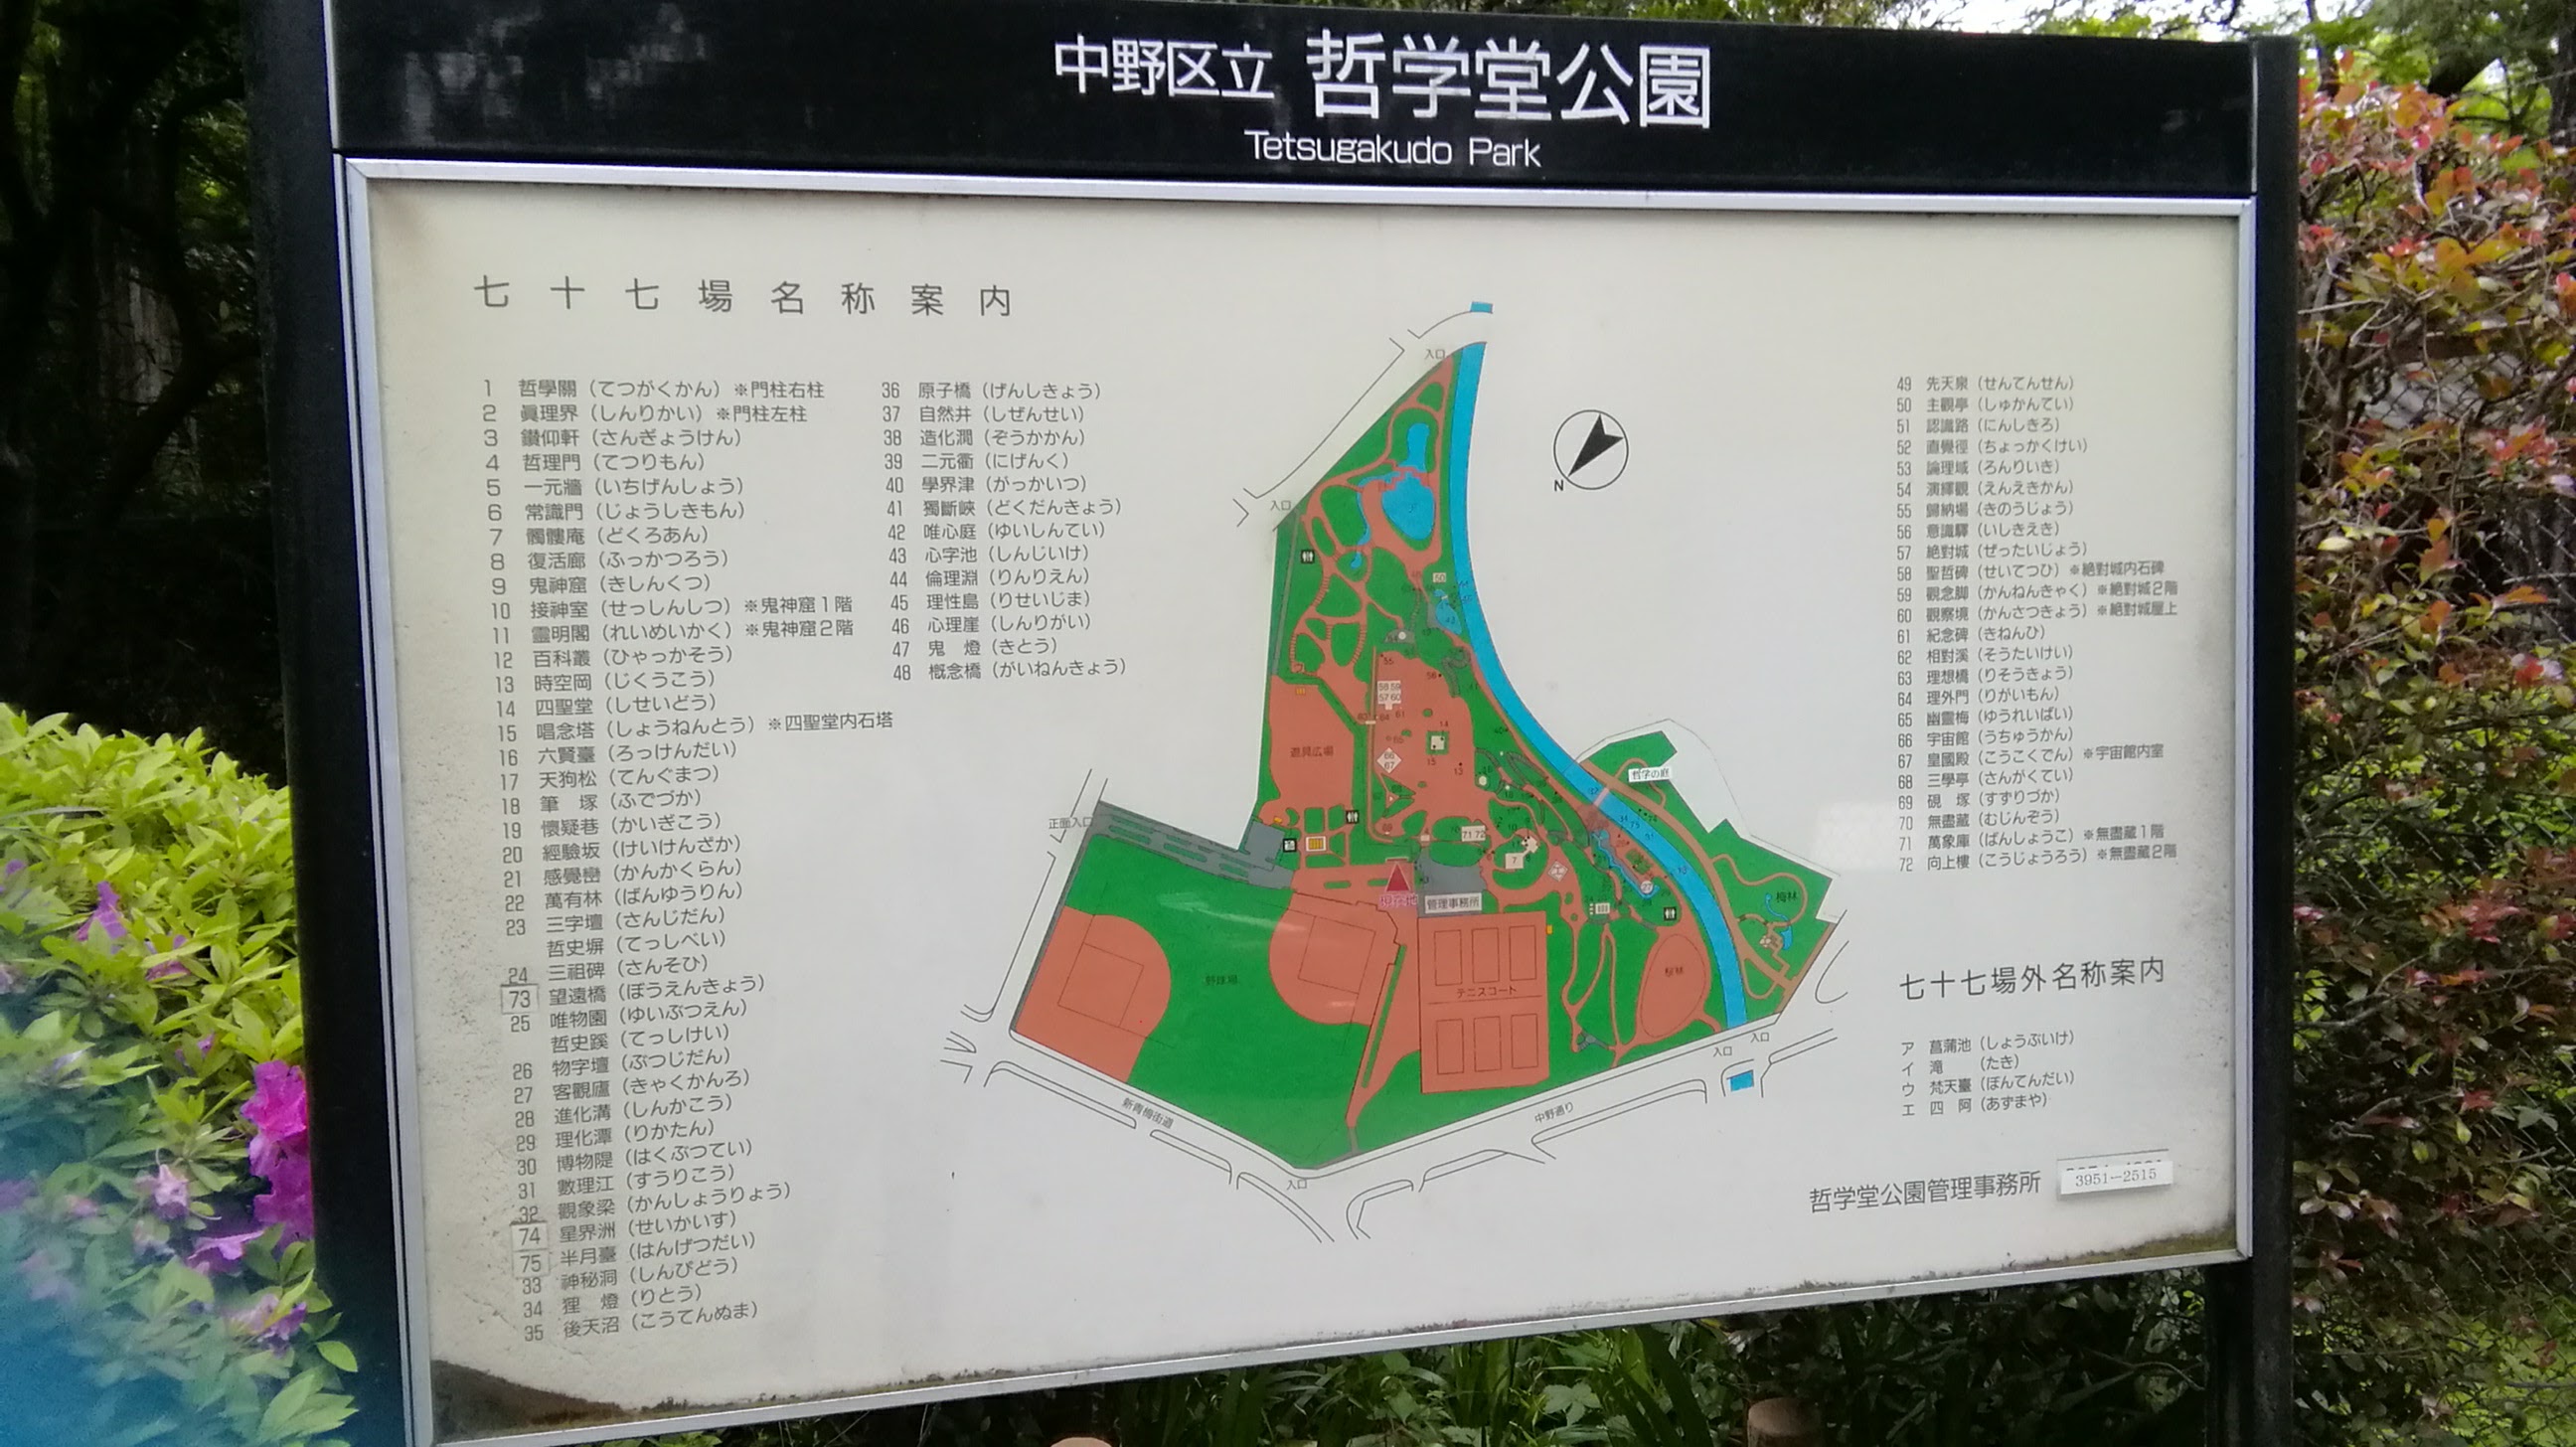 中野区立 哲学堂公園
Tetsugakudo Park
七十七場名称案内
1 哲學關（てつがくかん）※門柱右柱
2 眞理界（しんりかい）※門柱左柱
3 鑽仰軒（さんぎょうけん）
4 哲理門（てつりもん）
5 一元牆（いちげんしょう）
6 常識門（じょうしきもん）
7 髑髏庵（どくろあん）
8 復活廊（ふっかつろう）
9 鬼神窟（きしんくつ）
10 接神室（せっしんしつ）※鬼神窟1階
11 靈明閣（れいめいかく）※鬼神窟2階
12 百科叢（ひゃっかそう）
13 時空岡（じくうこう）
14 四聖堂（しせいどう）
15 唱念塔（しょうねんとう）※四聖堂内石塔
16 六賢臺（ろっけんだい）
17 天狗松（てんぐまつ）
18 筆 塚（ふでづか）
19 懷疑巷（かいぎこう）
20 經驗坂（けいけんざか）
21 感覺巒（かんかくらん）
22 萬有林（ばんゆうりん）
23 三字壇（さんじだん）
哲史塀（てっしべい）
24 三祖碑（さんそひ）
73 望遠橋（ぼうえんきょう）
25 唯物園（ゆいぶつえん）
哲史蹊（てっしけい）
26 物字壇（ぶつじだん）
27 客觀廬（きゃくかんろ）
28 進化溝（しんかこう）
29 理化潭（りかたん）
30 博物隄（はくぶつてい）
31 數理江（すうりこう）
32 觀象梁（かんしょうりょう）
74 星界洲（せいかいす）
75 半月臺（はんげつだい）
33 神秘洞（しんぴどう）
34 狸 燈（りとう）
35 後天沼（こうてんぬま）
36 原子橋（げんしきょう）
37 自然井（しぜんせい）
38 造化澗（ぞうかかん）
39 二元衢（にげんく）
40 學界津（がっかいつ）
41 獨斷峽（どくだんきょう）
42 唯心庭（ゆいしんてい）
43 心字池（しんじいけ）
44 倫理淵（りんりえん）
45 理性島（りせいじま）
46 心理崖（しんりがい）
47 鬼 燈（きとう）
48 概念橋（がいねんきょう）
入口
入口
N
哲学の庭
遊具広場
正面入口
71 72
7
現在地
管理事務所
梅林
野球場
テニスコート
桜林
入口
入口
新青梅街道
中野通り
入口
49 先天泉（せんてんせん）
50 主觀亭（しゅかんてい）
51 認識路（にんしきろ）
52 直覺徑（ちょっかくけい）
53 論理域（ろんりいき）
54 演繹觀（えんえきかん）
55 歸納場（きのうじょう）
56 意識驛（いしきえき）
57 絶對城（ぜったいじょう）
58 聖哲碑（せいてつひ）※絶對城内石碑
59 觀念脚（かんねんきゃく）※絶對城2階
60 觀察境（かんさつきょう）※絶對城屋上
61 紀念碑（きねんひ）
62 相對溪（そうたいけい）
63 理想橋（りそうきょう）
64 理外門（りがいもん）
65 幽靈梅（ゆうれいばい）
66 宇宙館（うちゅうかん）
67 皇國殿（こうこくでん）※宇宙館内室
68 三學亭（さんがくてい）
69 硯 塚（すずりづか）
70 無盡蔵（むじんぞう）
71 萬象庫（ばんしょうこ）※無盡蔵1階
72 向上樓（こうじょうろう）※無盡蔵2階
七十七場外名称案内
ア 菖蒲池（しょうぶいけ）
イ 滝 （たき）
ウ 梵天臺（ぼんてんだい）
エ 四 阿（あずまや）
哲学堂公園管理事務所 3951－2515